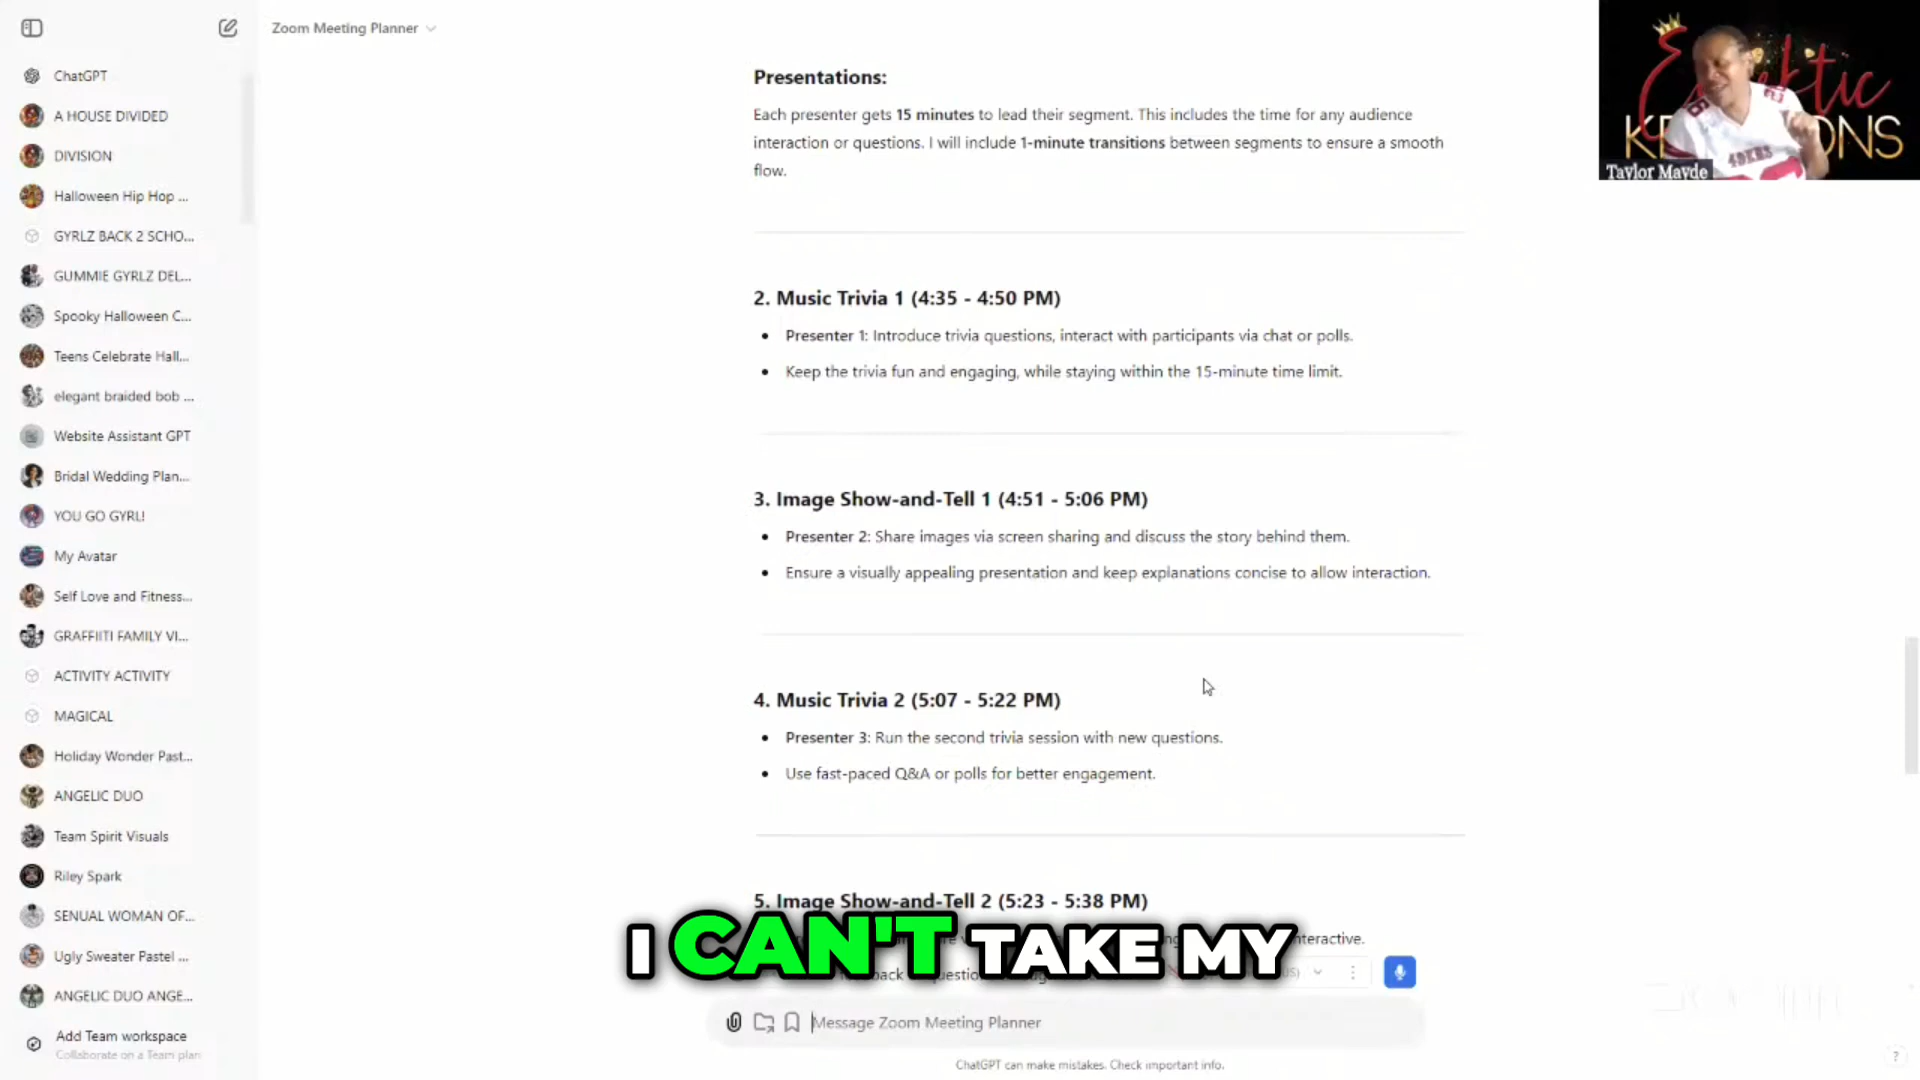 Zoom Meeting Planner
ChatGPT
A HOUSE DIVIDED
DIVISION
Halloween Hip Hop ...
GYRLZ BACK 2 SCHO...
GUMMIE GYRLZ DEL...
Spooky Halloween C...
Teens Celebrate Hall...
elegant braided bob ...
Website Assistant GPT
Bridal Wedding Plan...
YOU GO GYRL!
My Avatar
Self Love and Fitness...
GRAFFIITI FAMILY VI...
ACTIVITY ACTIVITY
MAGICAL
Holiday Wonder Past...
ANGELIC DUO
Team Spirit Visuals
Riley Spark
SENUAL WOMAN OF...
Ugly Sweater Pastel ...
ANGELIC DUO ANGE...
Add Team workspace
Collaborate on a Team plan
Presentations:
Each presenter gets 15 minutes to lead their segment. This includes the time for any audience
interaction or questions. I will include 1-minute transitions between segments to ensure a smooth
flow.
2. Music Trivia 1 (4:35 - 4:50 PM)
Presenter 1: Introduce trivia questions, interact with participants via chat or polls.
Keep the trivia fun and engaging, while staying within the 15-minute time limit.
3. Image Show-and-Tell 1 (4:51 - 5:06 PM)
Presenter 2: Share images via screen sharing and discuss the story behind them.
Ensure a visually appealing presentation and keep explanations concise to allow interaction.
4. Music Trivia 2 (5:07 - 5:22 PM)
Presenter 3: Run the second trivia session with new questions.
Use fast-paced Q&A or polls for better engagement.
5. Image Show-and-Tell 2 (5:23 - 5:38 PM)
I CAN'T TAKE MY
Message Zoom Meeting Planner
ChatGPT can make mistakes. Check important info.
?
49ERS
Taylor Mayde